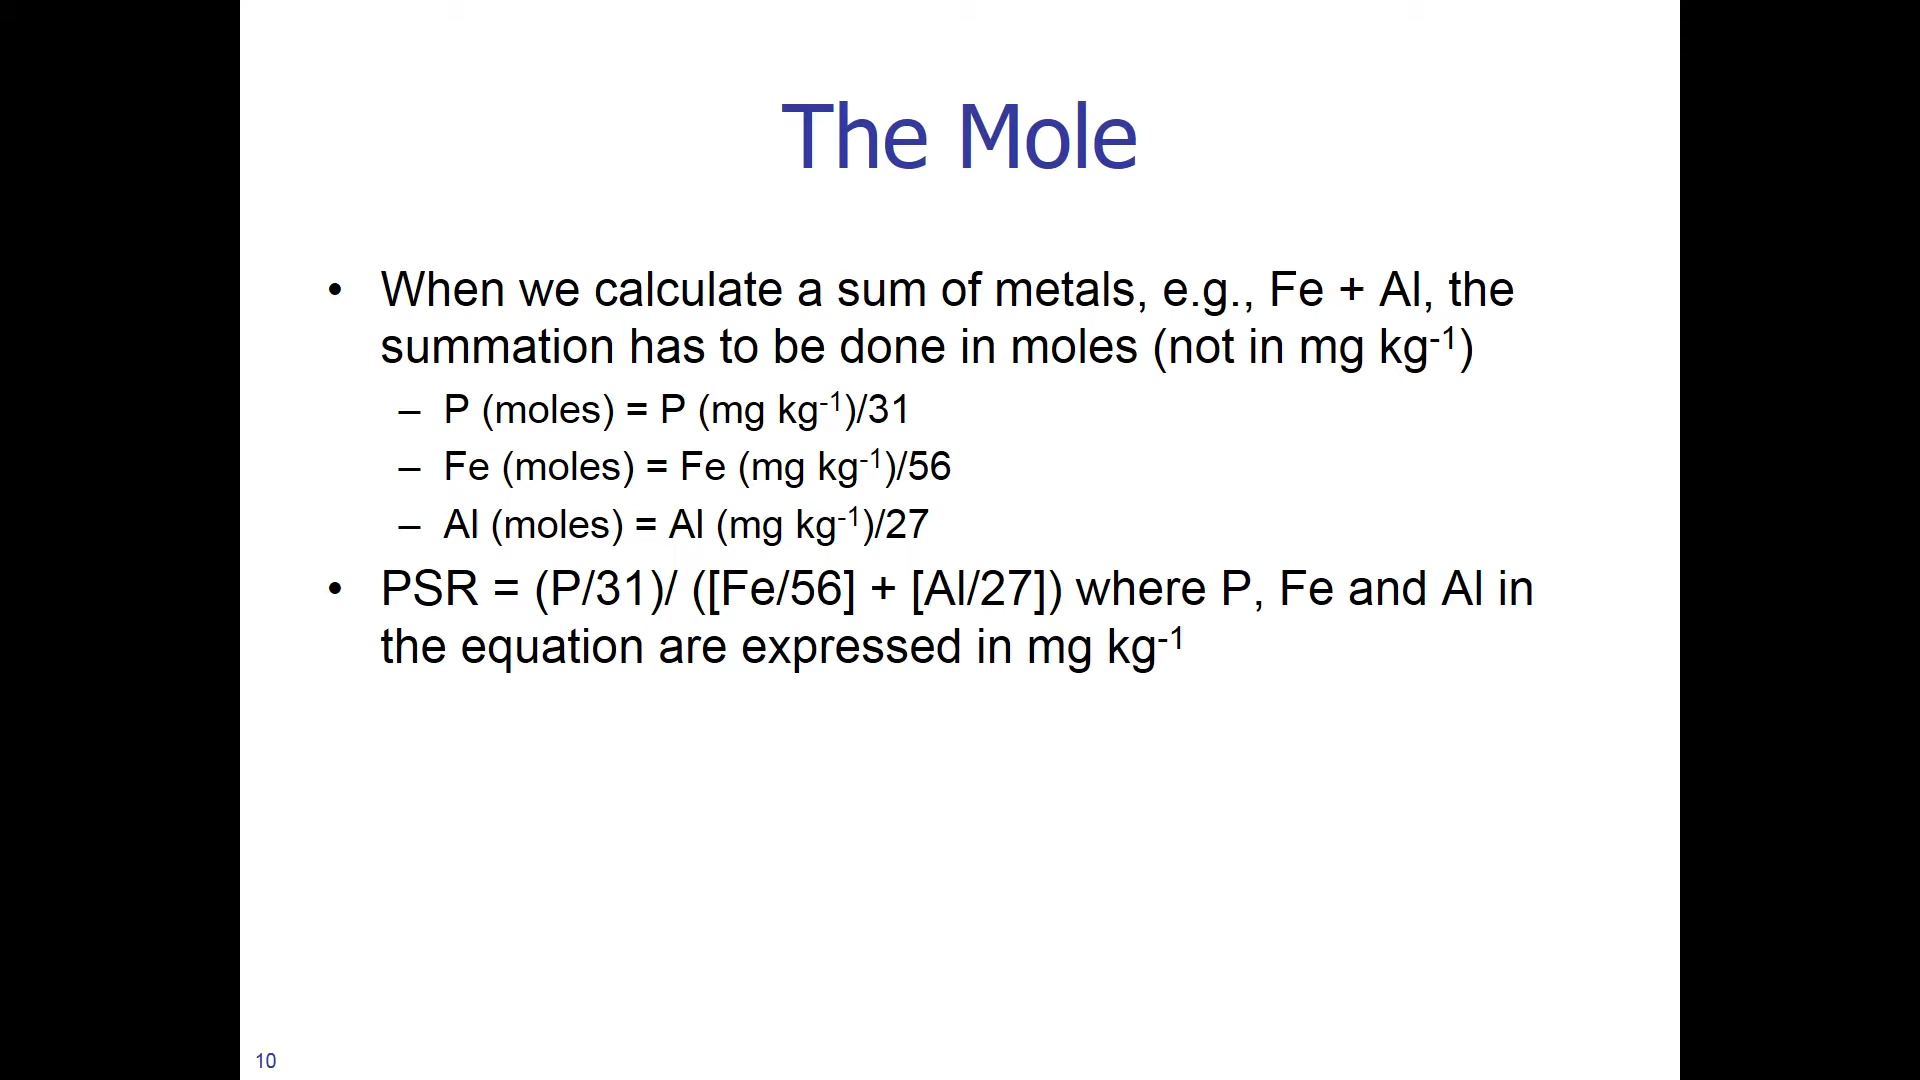 The Mole
• When we calculate a sum of metals, e.g., Fe + Al, the
summation has to be done in moles (not in mg kg⁻¹)
– P (moles) = P (mg kg⁻¹)/31
– Fe (moles) = Fe (mg kg⁻¹)/56
– Al (moles) = Al (mg kg⁻¹)/27
• PSR = (P/31)/ ([Fe/56] + [Al/27]) where P, Fe and Al in
the equation are expressed in mg kg⁻¹
10